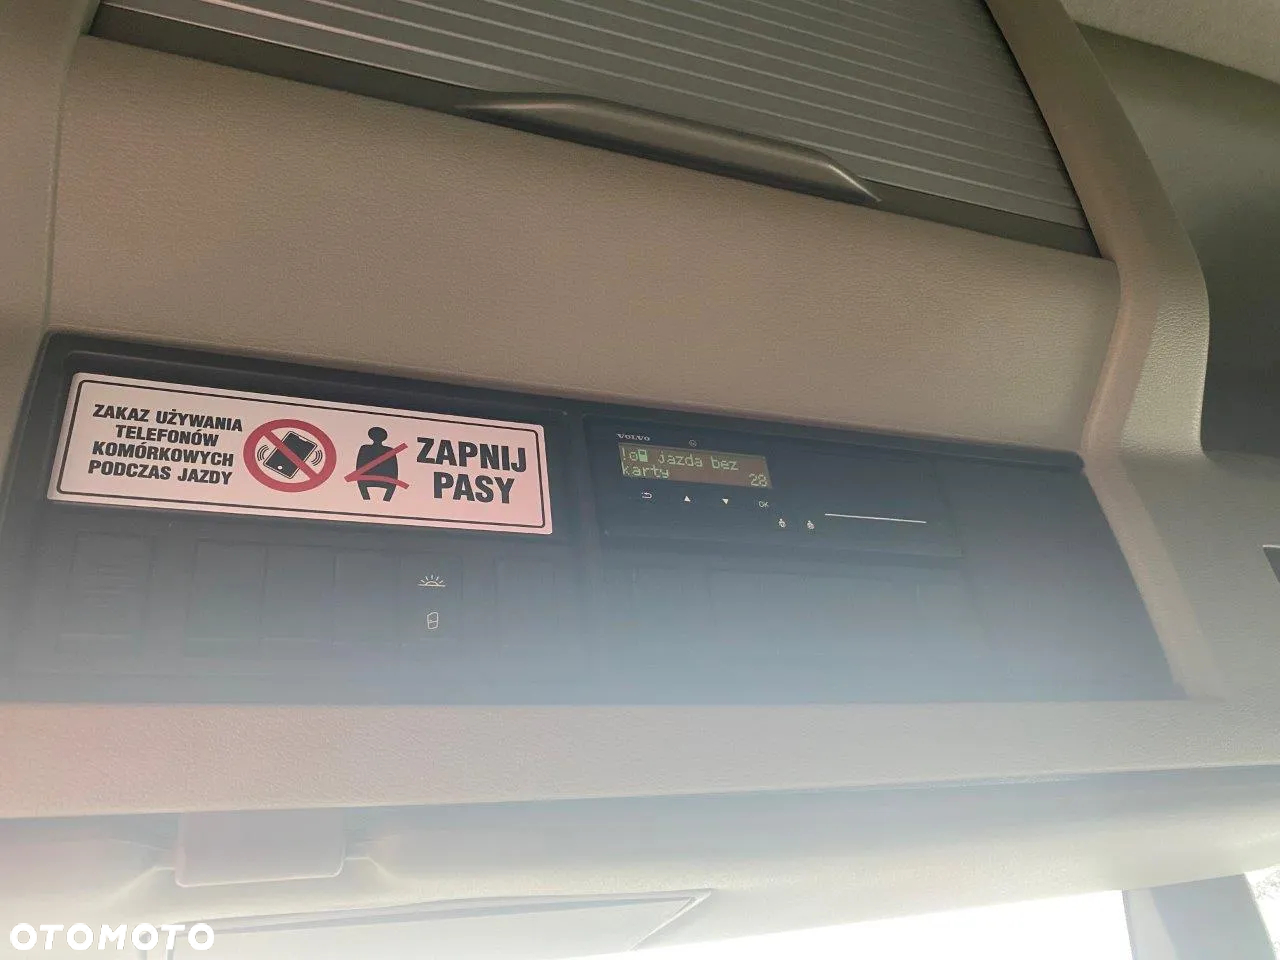 ZAKAZ UŻYWANIA
TELEFONÓW
KOMÓRKOWYCH
PODCZAS JAZDY
ZAPNIJ
PASY
VOLVO
! jazda bez
karty 28
OK
OTOMOTO